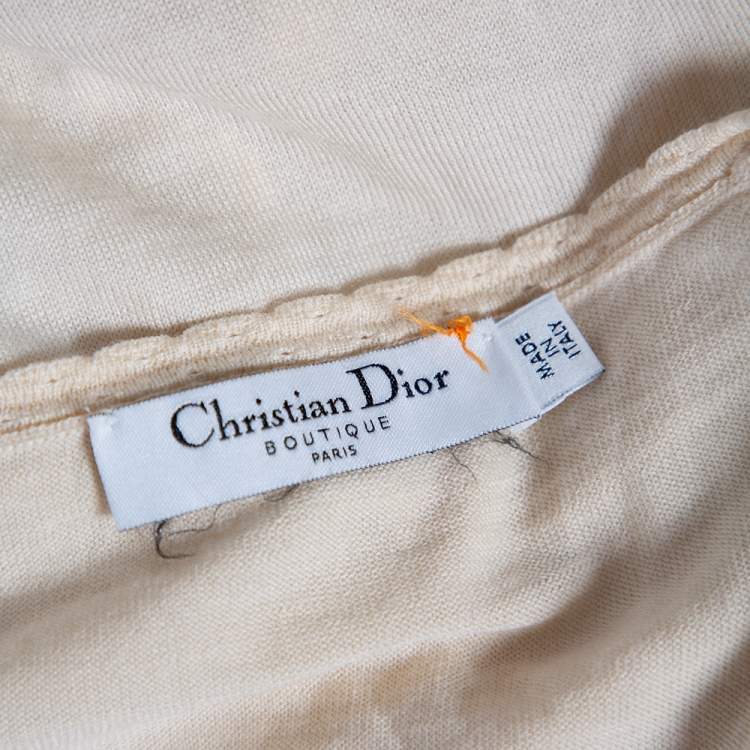 Christian Dior
BOUTIQUE
PARIS
MADE
IN
ITALY